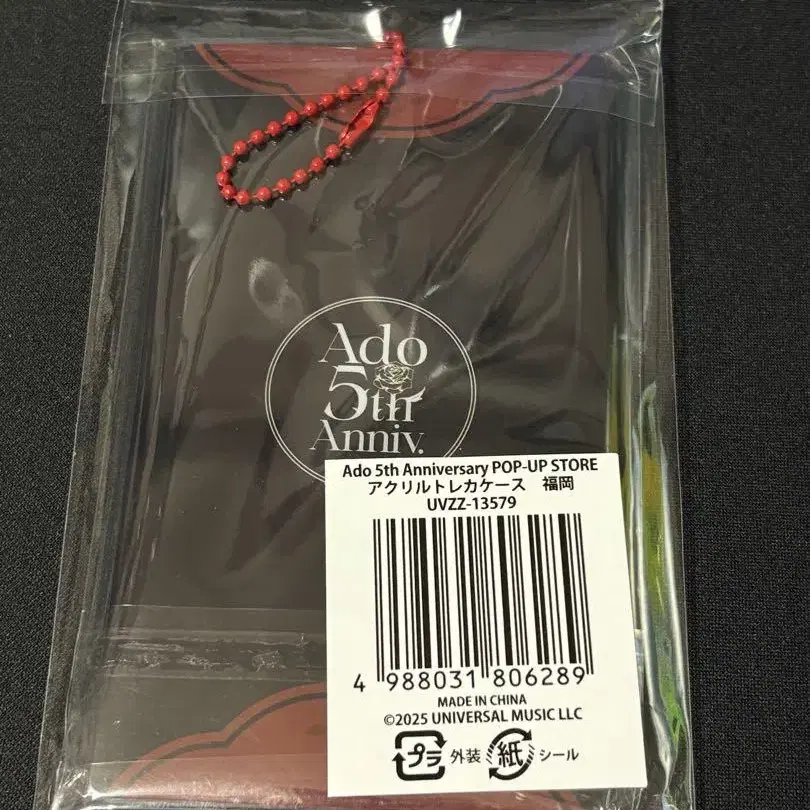 Ado
5th
Anniv.
Ado 5th Anniversary POP-UP STORE
アクリルトレカケース　福岡
UVZZ-13579
4 988031 806289
MADE IN CHINA
©2025 UNIVERSAL MUSIC LLC
プラ 外装 紙 シール